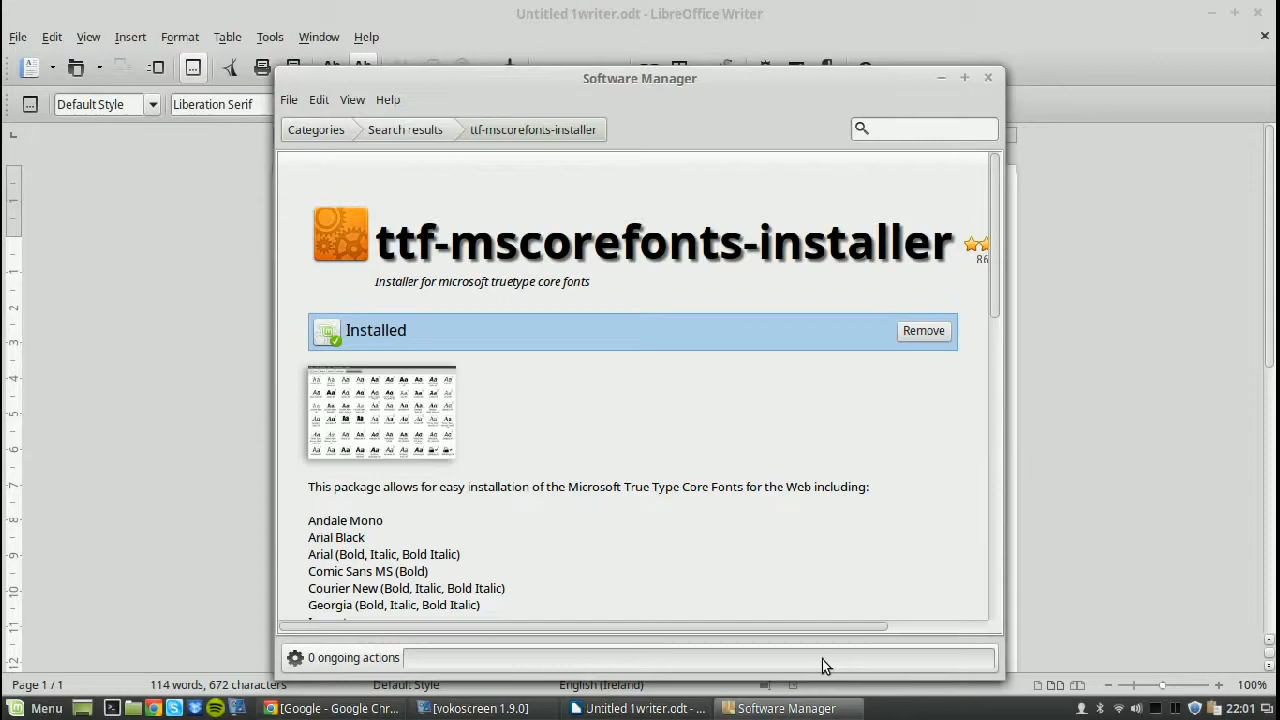 Untitled 1writer.odt - LibreOffice Writer
File Edit View Insert Format Table Tools Window Help
Default Style Liberation Serif
Software Manager
File Edit View Help
Categories Search results ttf-mscorefonts-installer
ttf-mscorefonts-installer
86
Installer for microsoft truetype core fonts
Installed Remove
This package allows for easy installation of the Microsoft True Type Core Fonts for the Web including:
Andale Mono
Arial Black
Arial (Bold, Italic, Bold Italic)
Comic Sans MS (Bold)
Courier New (Bold, Italic, Bold Italic)
Georgia (Bold, Italic, Bold Italic)
0 ongoing actions
Page 1 / 1 114 words, 672 characters Default Style English (Ireland) 100%
Menu [Google - Google Chr... [vokoscreen 1.9.0] Untitled 1writer.odt - ... Software Manager 22:01